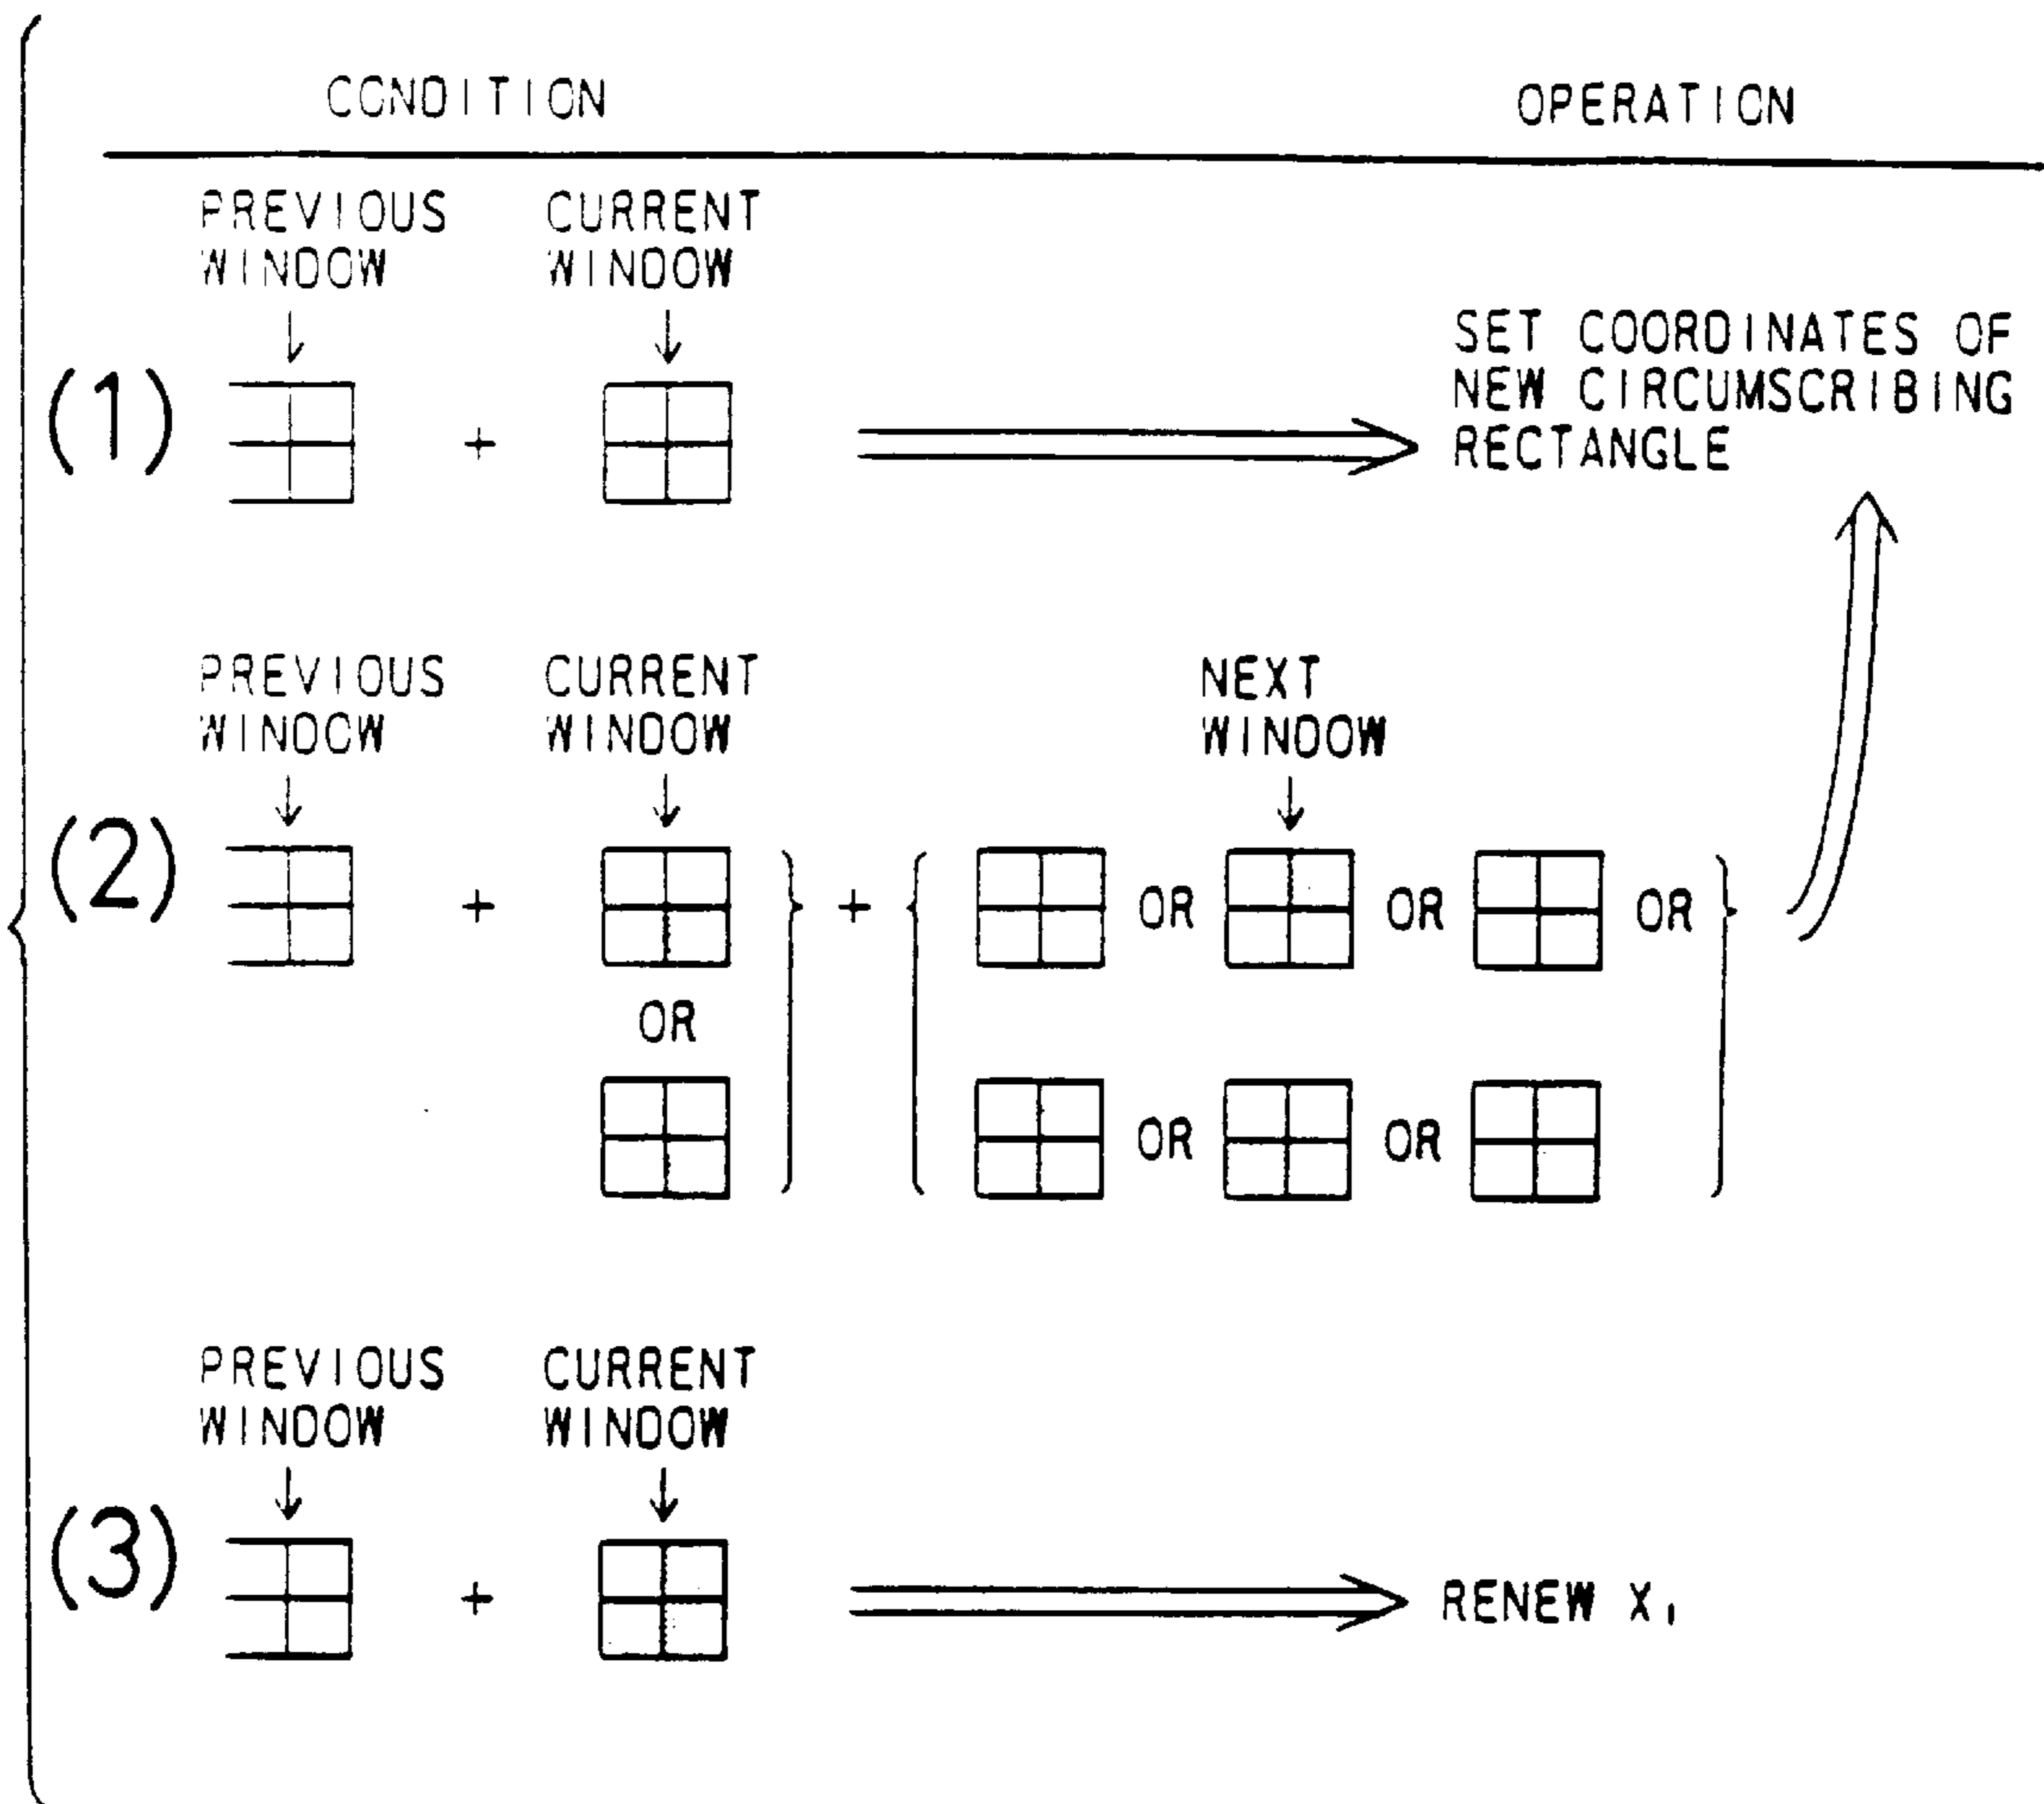 CONDITION
OPERATION
PREVIOUS
WINDOW
CURRENT
WINDOW
(1)
+
SET COORDINATES OF
NEW CIRCUMSCRIBING
RECTANGLE
PREVIOUS
WINDOW
CURRENT
WINDOW
NEXT
WINDOW
(2)
+
+
OR
OR
OR
OR
OR
OR
PREVIOUS
WINDOW
CURRENT
WINDOW
(3)
+
RENEW X₁